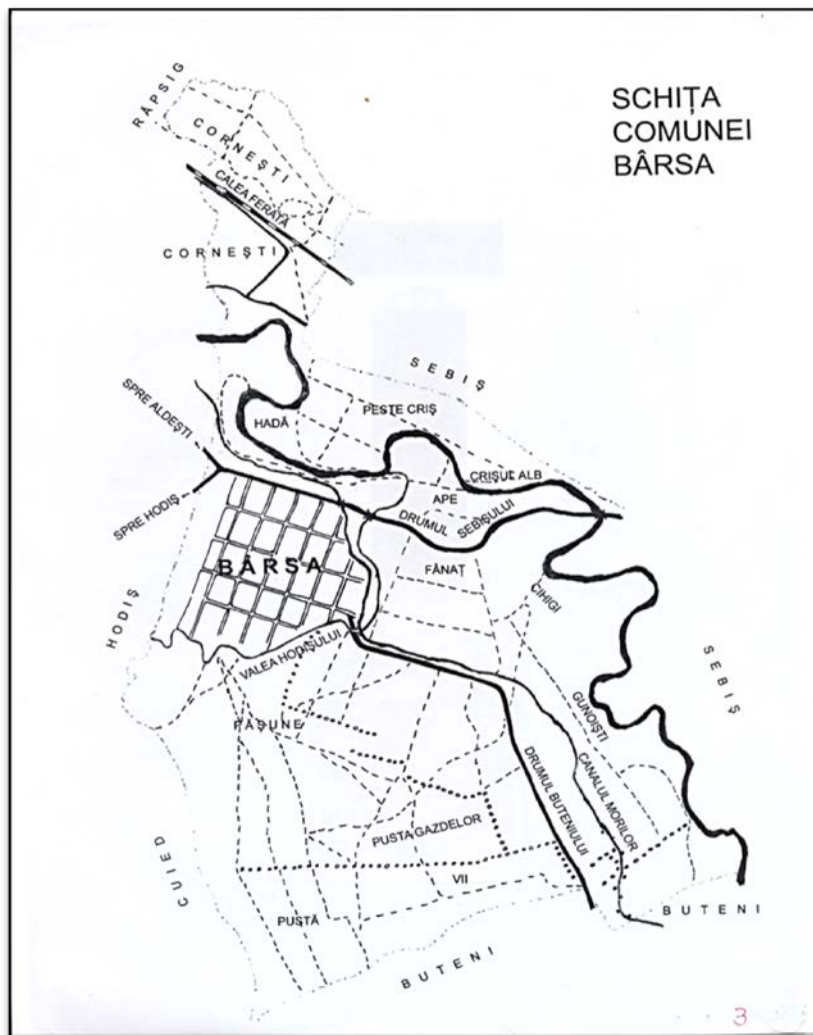 SCHIȚA
COMUNEI
BÂRSA
RĂPSIG
CORNEȘTI
CALEA FERATĂ
CORNEȘTI
SEBIȘ
SPRE ALDEȘTI
PESTE CRIȘ
HADĂ
CRIȘUL ALB
APE
DRUMUL SEBIȘULUI
SPRE HODIȘ
BÂRSA
FÂNAȚ
CIHIGI
HODIȘ
VALEA HODIȘULUI
SEBIȘ
PĂȘUNE
GUNOIȘTI
CANALUL MORILOR
DRUMUL BUTENIULUI
PUSTA GAZDELOR
CUIED
VII
PUSTĂ
BUTENI
BUTENI
3